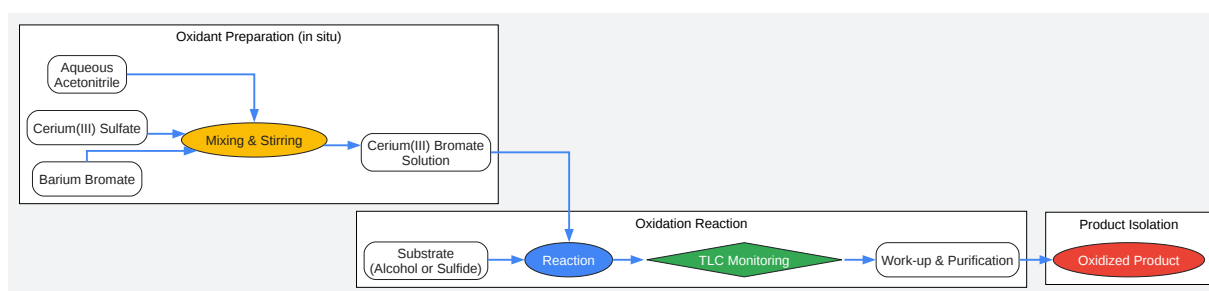 Oxidant Preparation (in situ)
Aqueous
Acetonitrile
Cerium(III) Sulfate
Mixing & Stirring
Barium Bromate
Cerium(III) Bromate
Solution
Oxidation Reaction
Substrate
(Alcohol or Sulfide)
Reaction
TLC Monitoring
Work-up & Purification
Product Isolation
Oxidized Product